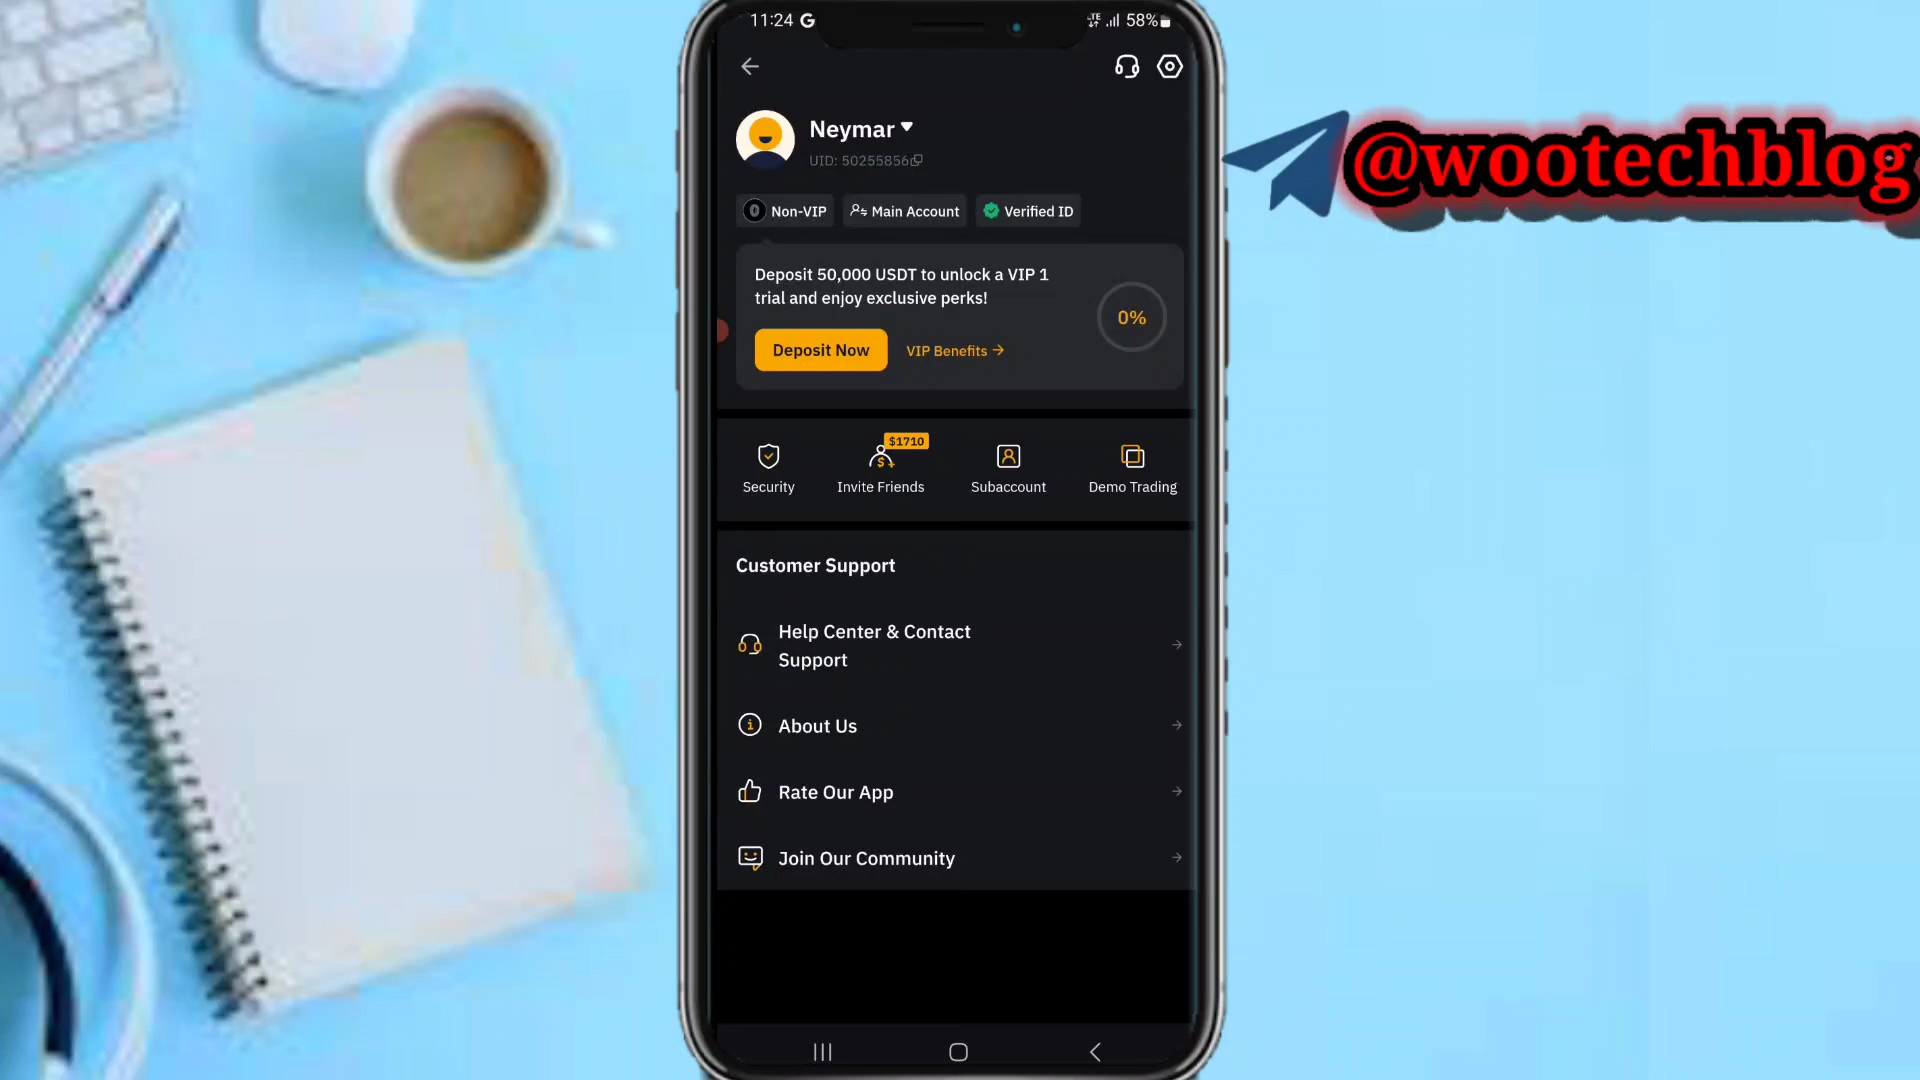 11:24 G
LTE 58%
@wootechblog
Neymar
UID: 50255856
0 Non-VIP
Main Account
Verified ID
Deposit 50,000 USDT to unlock a VIP 1
trial and enjoy exclusive perks!
0%
Deposit Now
VIP Benefits
$1710
Security
Invite Friends
Subaccount
Demo Trading
Customer Support
Help Center & Contact
Support
About Us
Rate Our App
Join Our Community